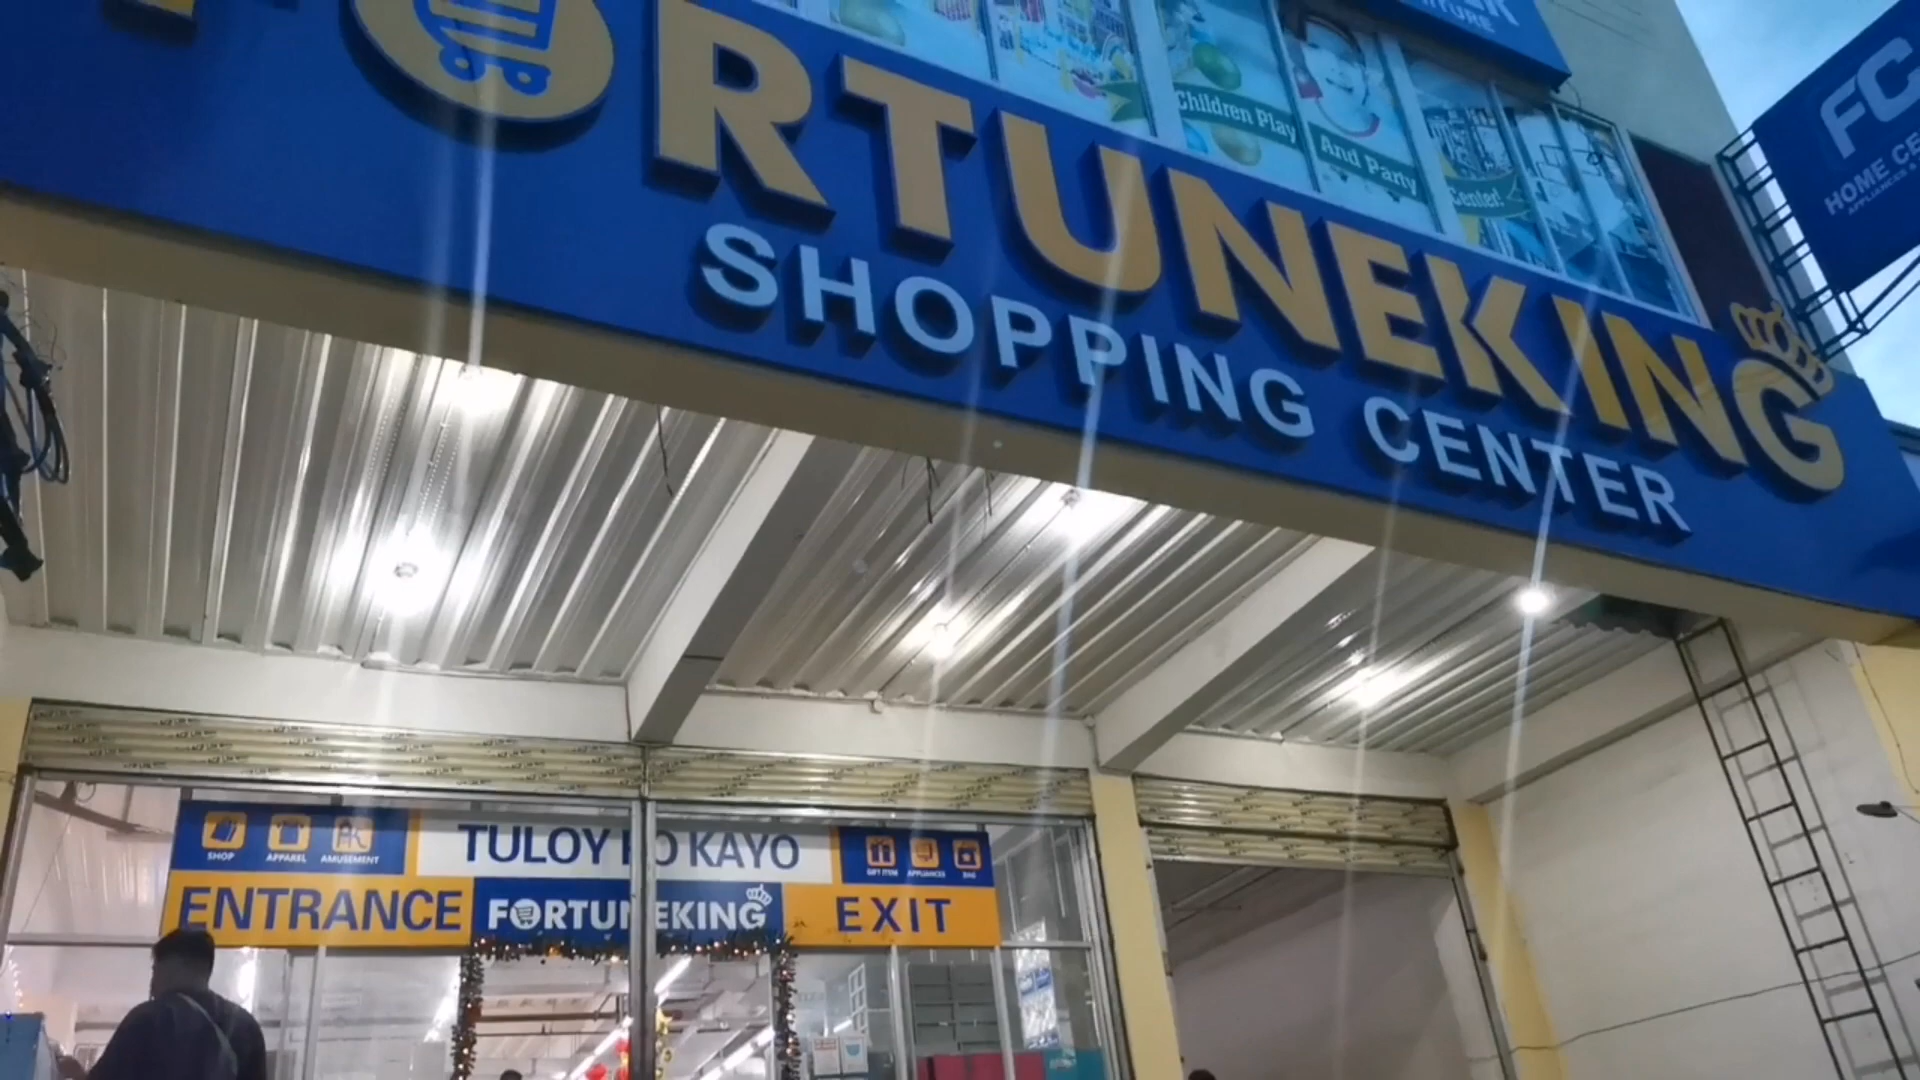 FORTUNEKING
SHOPPING CENTER
Children Play
And Party
Center!
FC
HOME CE
SHOP
APPAREL
AMUSEMENT
TULOY PO KAYO
GIFT ITEM
APPLIANCES
BAG
ENTRANCE
FORTUNEKING
EXIT